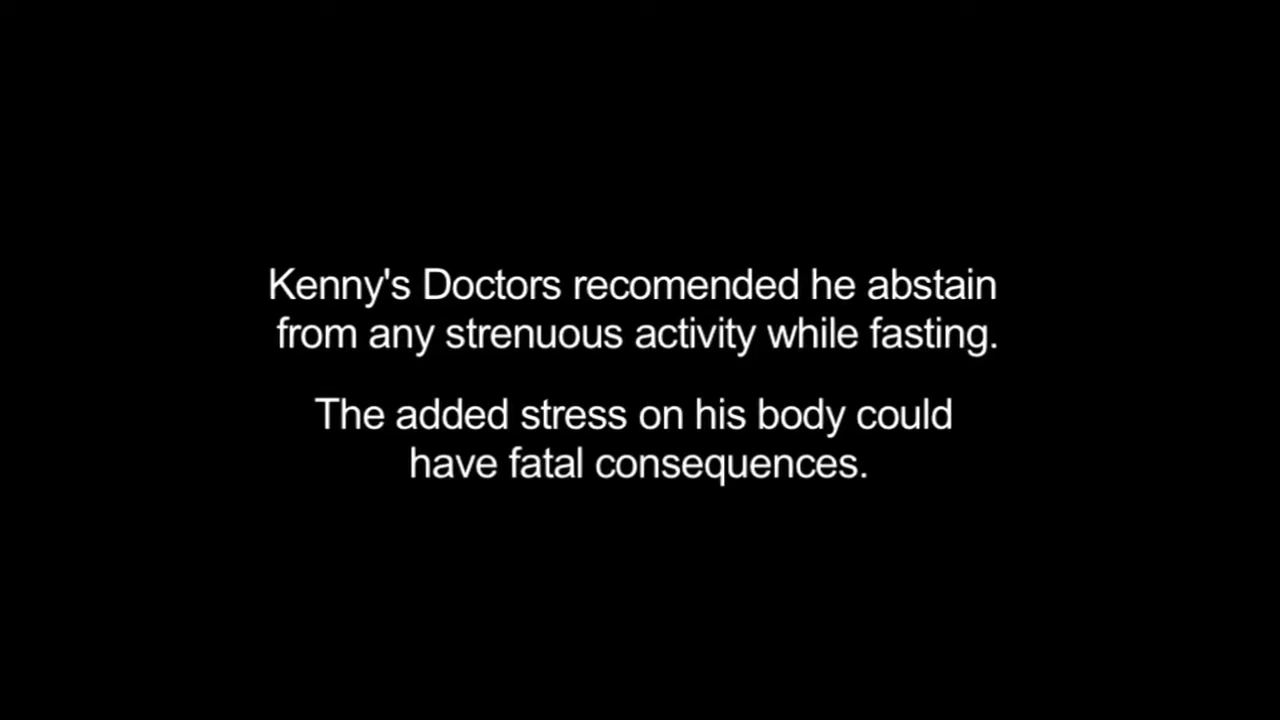 Kenny's Doctors recomended he abstain
from any strenuous activity while fasting.
The added stress on his body could
have fatal consequences.